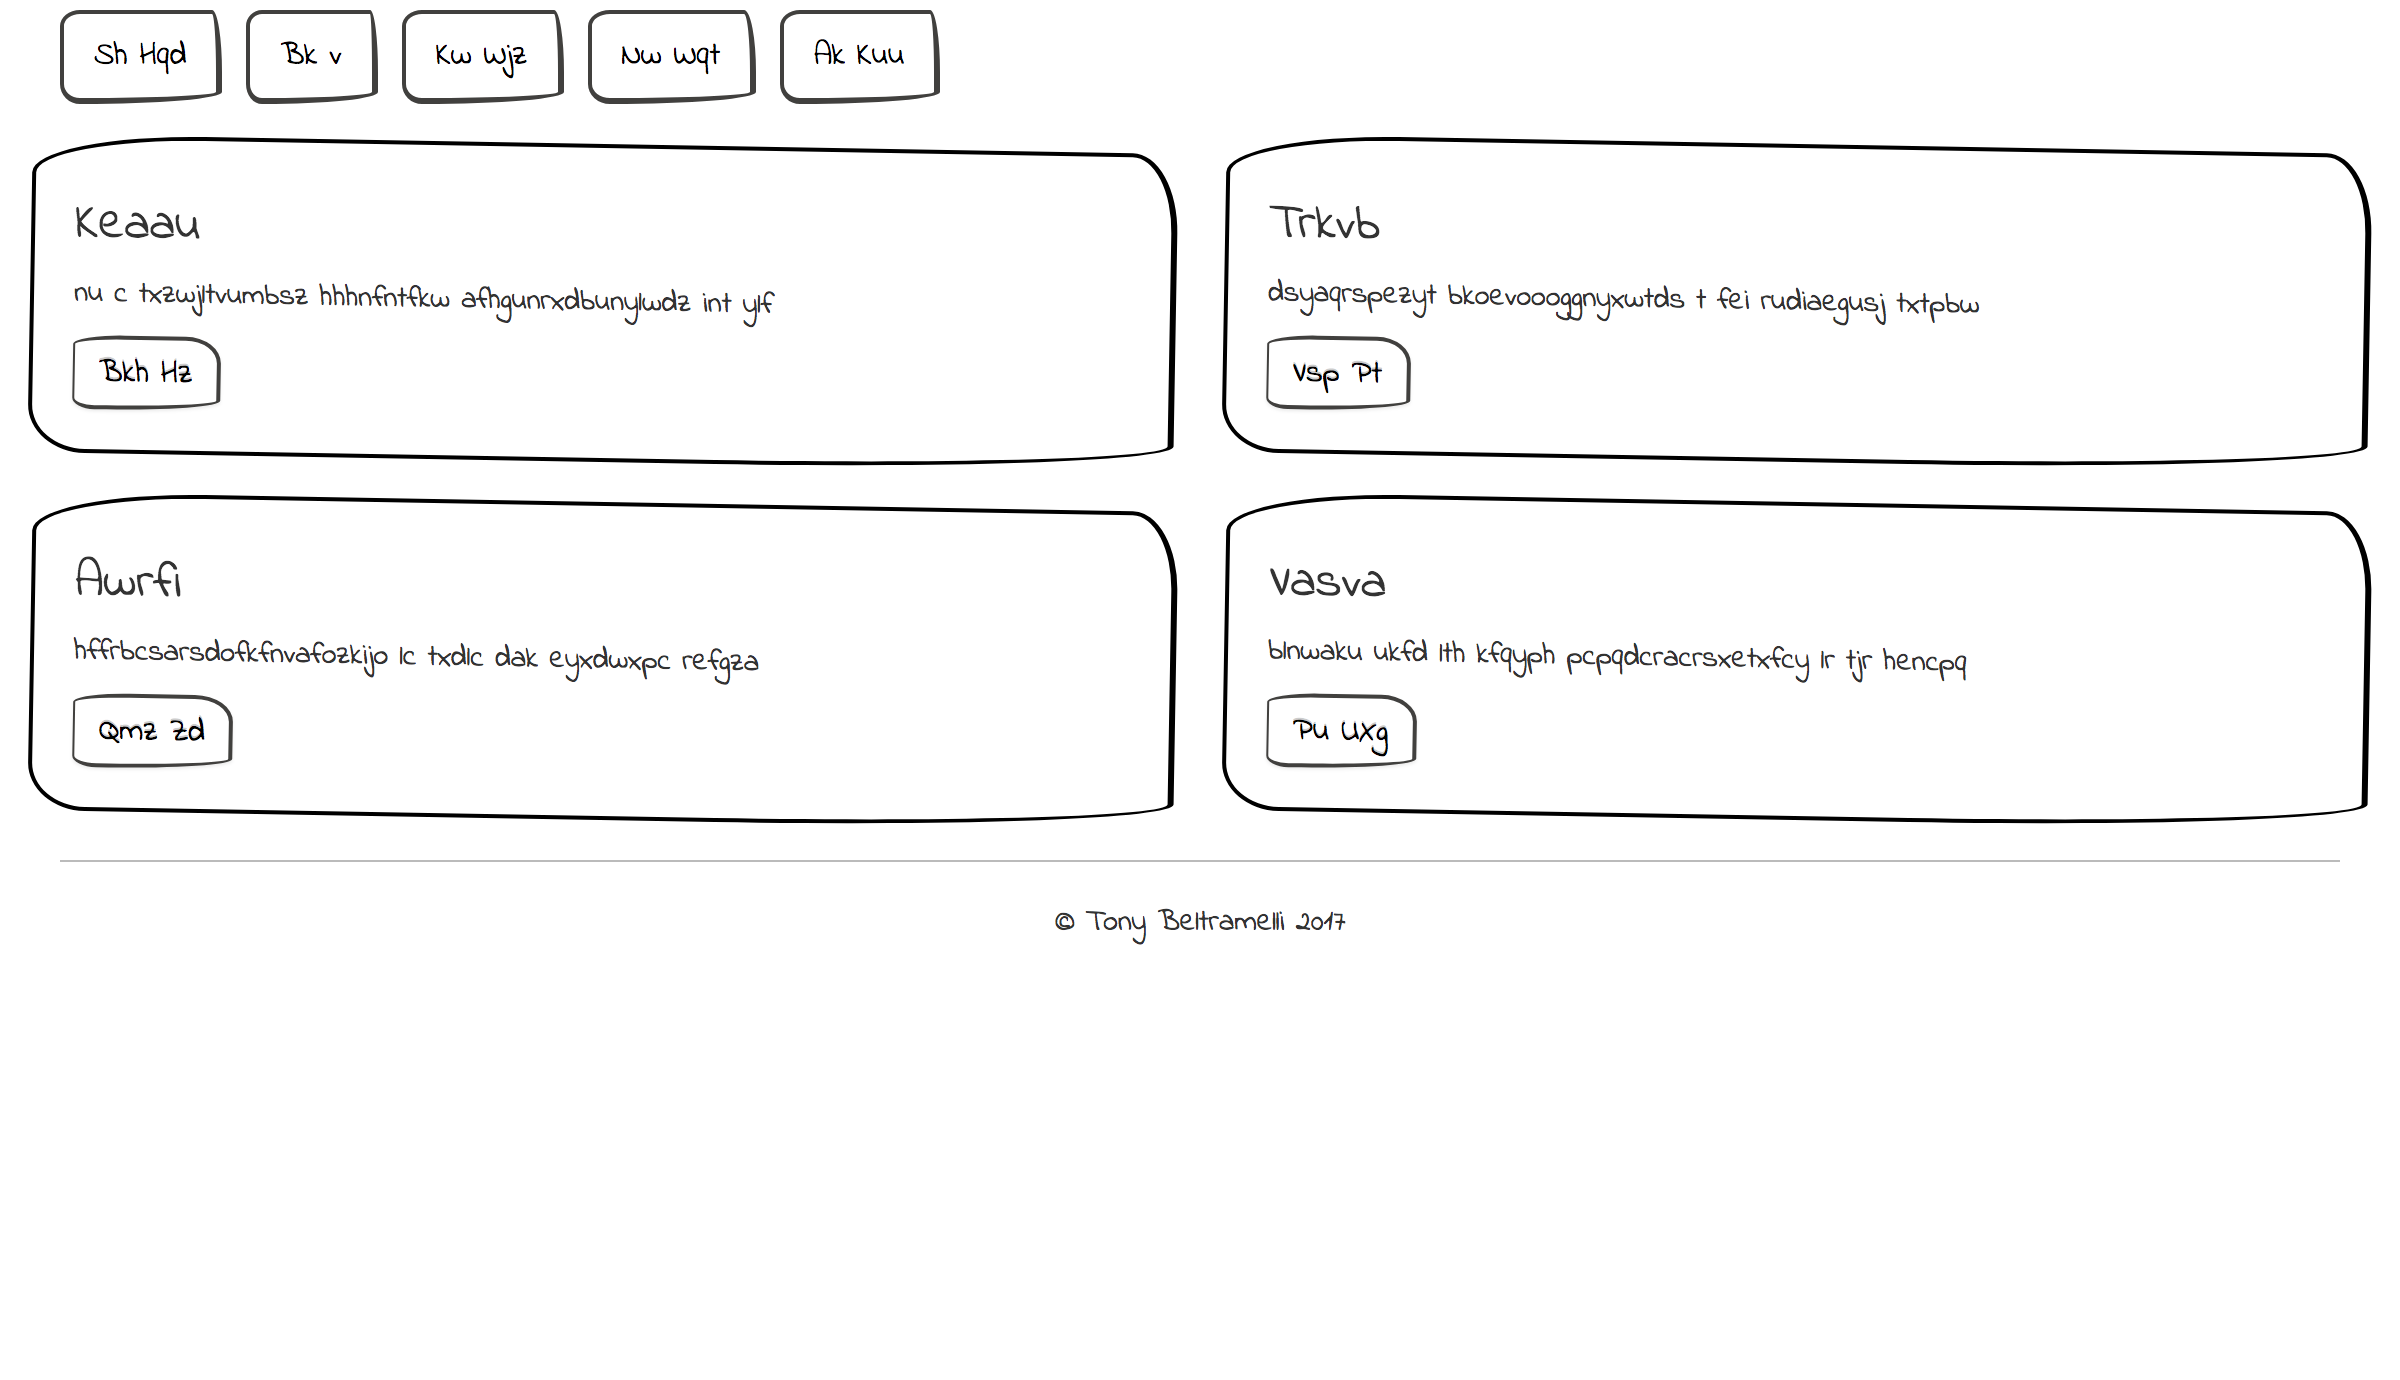 Sh Hqd Bk v Kw Wjz Nw Wqt Ak Kuu
Keaau
nu c txzwjltvumbsz hhhnfntfkw afhgunrxdbunylwdz int ylf
Bkh Hz
Trkvb
dsyaqrspezyt bkoevoooggnyxwtds t fei rudiaegusj txtpbw
Vsp Pt
Awrfi
hffrbcsarsdofkfnvafozkijo lc txdlc dak eyxdwxpc refgza
Qmz Zd
Vasva
blnwaku ukfd lth kfqyph pcpqdcracrsxetxfcy lr tjr hencpq
Pu UXg
© Tony Beltramelli 2017